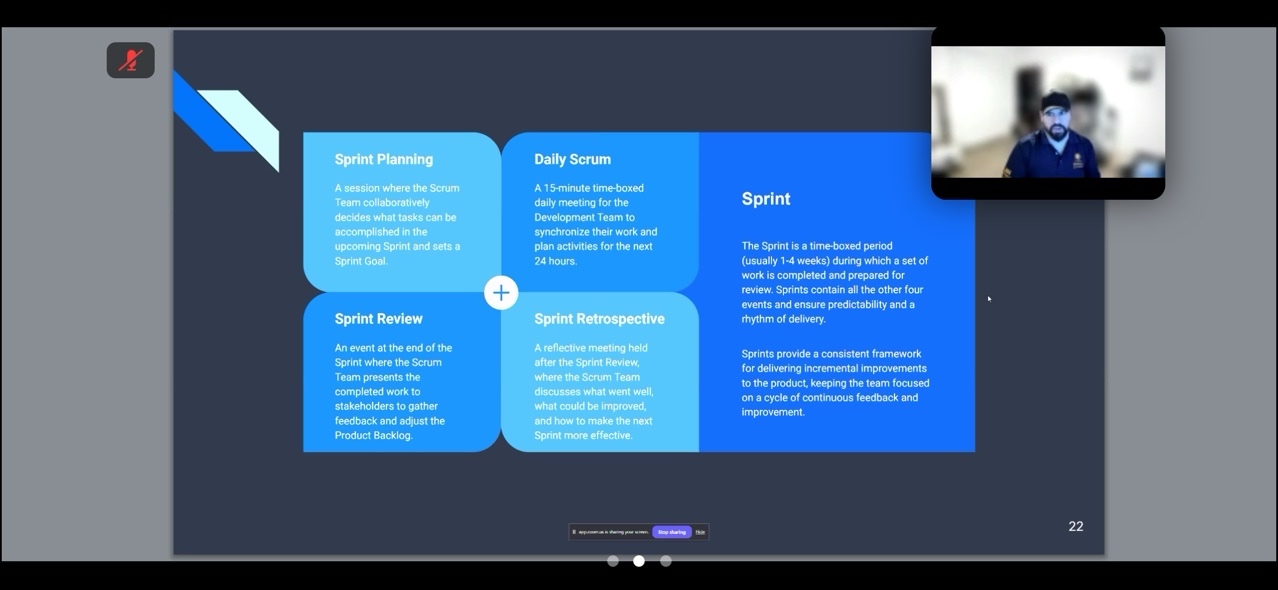 Sprint Planning
A session where the Scrum
Team collaboratively
decides what tasks can be
accomplished in the
upcoming Sprint and sets a
Sprint Goal.
Daily Scrum
A 15-minute time-boxed
daily meeting for the
Development Team to
synchronize their work and
plan activities for the next
24 hours.
Sprint Review
An event at the end of the
Sprint where the Scrum
Team presents the
completed work to
stakeholders to gather
feedback and adjust the
Product Backlog.
Sprint Retrospective
A reflective meeting held
after the Sprint Review,
where the Scrum Team
discusses what went well,
what could be improved,
and how to make the next
Sprint more effective.
Sprint
The Sprint is a time-boxed period
(usually 1-4 weeks) during which a set of
work is completed and prepared for
review. Sprints contain all the other four
events and ensure predictability and a
rhythm of delivery.
Sprints provide a consistent framework
for delivering incremental improvements
to the product, keeping the team focused
on a cycle of continuous feedback and
improvement.
is sharing your screen. Stop sharing Hide
22